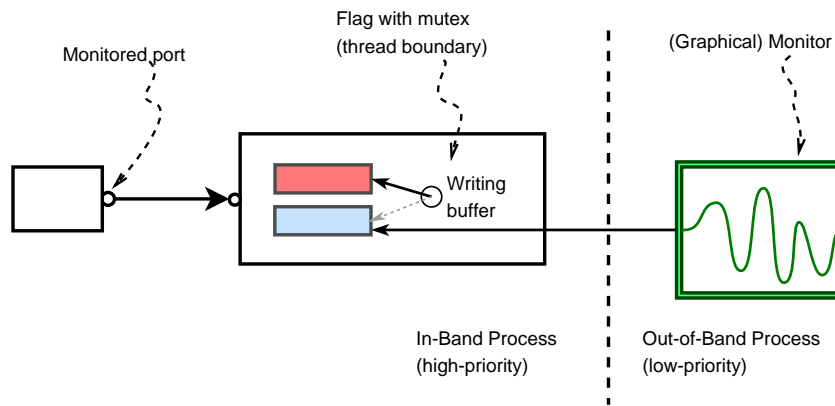 Flag with mutex
(thread boundary)
Monitored port
(Graphical) Monitor
Writing
buffer
In-Band Process
(high-priority)
Out-of-Band Process
(low-priority)